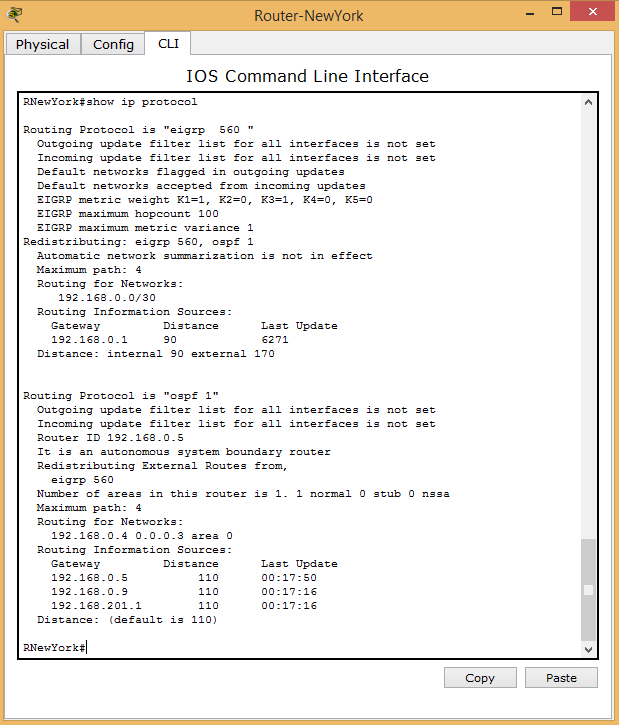 Router-NewYork
Physical Config CLI
IOS Command Line Interface
RNewYork#show ip protocol
Routing Protocol is "eigrp  560 "
  Outgoing update filter list for all interfaces is not set
  Incoming update filter list for all interfaces is not set
  Default networks flagged in outgoing updates
  Default networks accepted from incoming updates
  EIGRP metric weight K1=1, K2=0, K3=1, K4=0, K5=0
  EIGRP maximum hopcount 100
  EIGRP maximum metric variance 1
Redistributing: eigrp 560, ospf 1
  Automatic network summarization is not in effect
  Maximum path: 4
  Routing for Networks:
     192.168.0.0/30
  Routing Information Sources:
    Gateway         Distance      Last Update
    192.168.0.1     90            6271
  Distance: internal 90 external 170
Routing Protocol is "ospf 1"
  Outgoing update filter list for all interfaces is not set
  Incoming update filter list for all interfaces is not set
  Router ID 192.168.0.5
  It is an autonomous system boundary router
  Redistributing External Routes from,
    eigrp 560
  Number of areas in this router is 1. 1 normal 0 stub 0 nssa
  Maximum path: 4
  Routing for Networks:
    192.168.0.4 0.0.0.3 area 0
  Routing Information Sources:
    Gateway         Distance      Last Update
    192.168.0.5          110      00:17:50
    192.168.0.9          110      00:17:16
    192.168.201.1        110      00:17:16
  Distance: (default is 110)
RNewYork#
Copy Paste